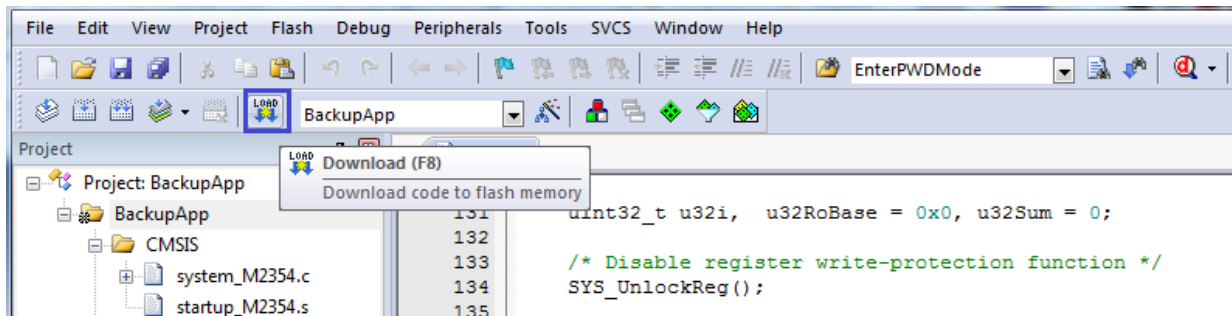 File Edit View Project Flash Debug Peripherals Tools SVCS Window Help
EnterPWDMode
LOAD BackupApp
Project
LOAD Download (F8)
Download code to flash memory
Project: BackupApp
BackupApp
131 uint32_t u32i, u32RoBase = 0x0, u32Sum = 0;
CMSIS
132
system_M2354.c
133 /* Disable register write-protection function */
134 SYS_UnlockReg();
startup_M2354.s
135